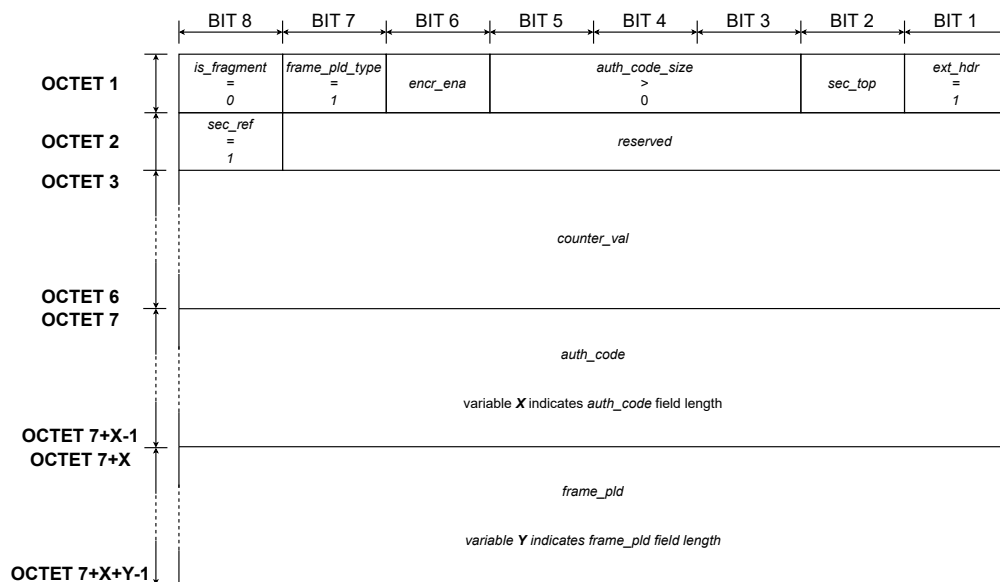 BIT 8 BIT 7 BIT 6 BIT 5 BIT 4 BIT 3 BIT 2 BIT 1
OCTET 1
is_fragment
=
0
frame_pld_type
=
1
encr_ena
auth_code_size
>
0
sec_top
ext_hdr
=
1
OCTET 2
sec_ref
=
1
reserved
OCTET 3
counter_val
OCTET 6
OCTET 7
auth_code
variable X indicates auth_code field length
OCTET 7+X-1
OCTET 7+X
frame_pld
variable Y indicates frame_pld field length
OCTET 7+X+Y-1